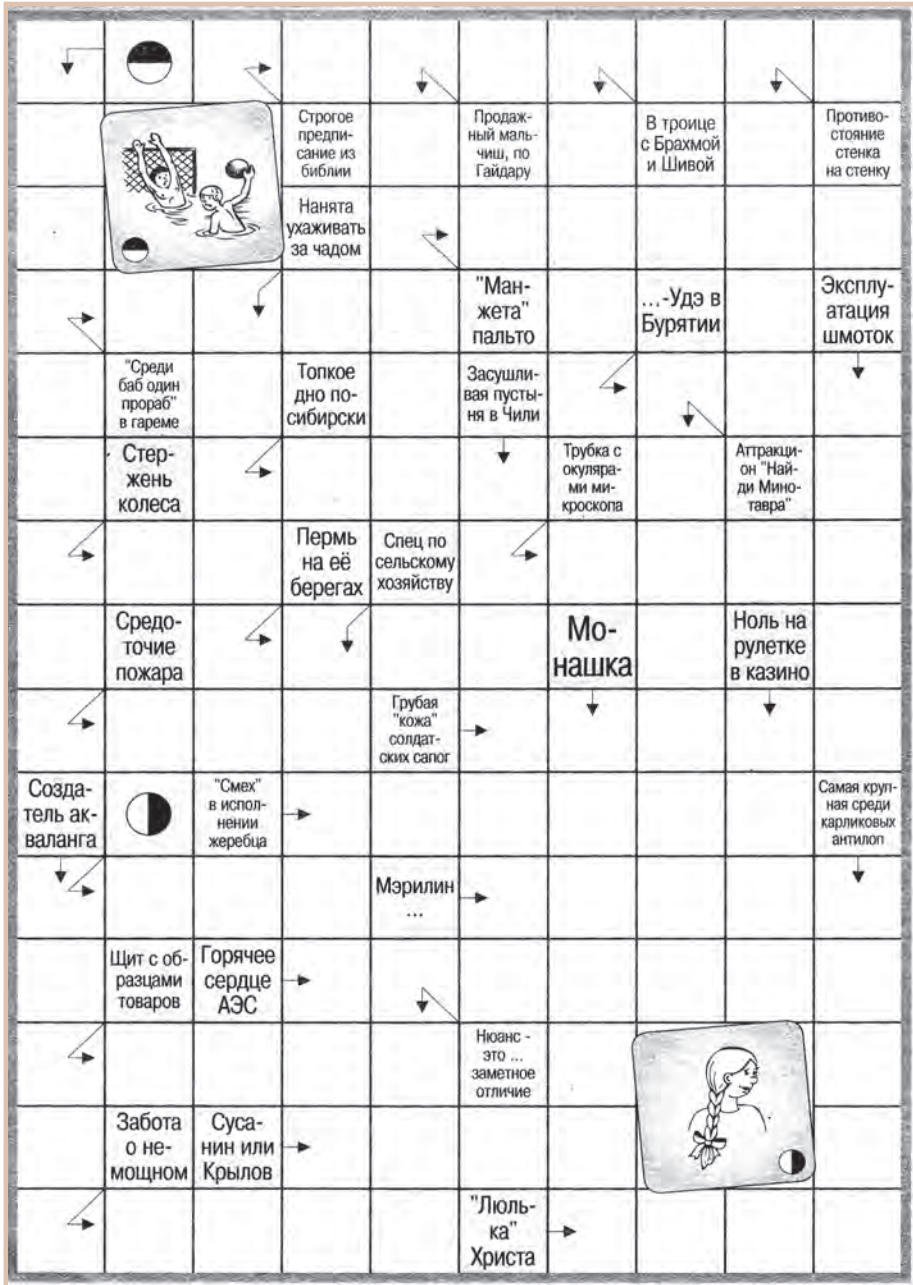 Строгое
предпи-
сание из
библии
Продаж-
ный маль-
чиш, по
Гайдару
В троице
с Брахмой
и Шивой
Противо-
стояние
стенка
на стенку
Нанята
ухаживать
за чадом
"Ман-
жета"
пальто
...-Удэ в
Бурятии
Эксплу-
атация
шмоток
"Среди
баб один
прораб"
в гареме
Топкое
дно по-
сибирски
Засушли-
вая пусты-
ня в Чили
Стер-
жень
колеса
Трубка с
окуляра-
ми ми-
кроскопа
Аттракци-
он "Най-
ди Мино-
тавра"
Пермь
на её
берегах
Спец по
сельскому
хозяйству
Средо-
точие
пожара
Мо-
нашка
Ноль на
рулетке
в казино
Грубая
"кожа"
солдат-
ских сапог
Созда-
тель ак-
валанга
"Смех"
в испол-
нении
жеребца
Самая круп-
ная среди
карликовых
антилоп
Мэрилин
...
Щит с об-
разцами
товаров
Горячее
сердце
АЭС
Нюанс -
это ...
заметное
отличие
Забота
о не-
мощном
Суса-
нин или
Крылов
"Люль-
ка"
Христа